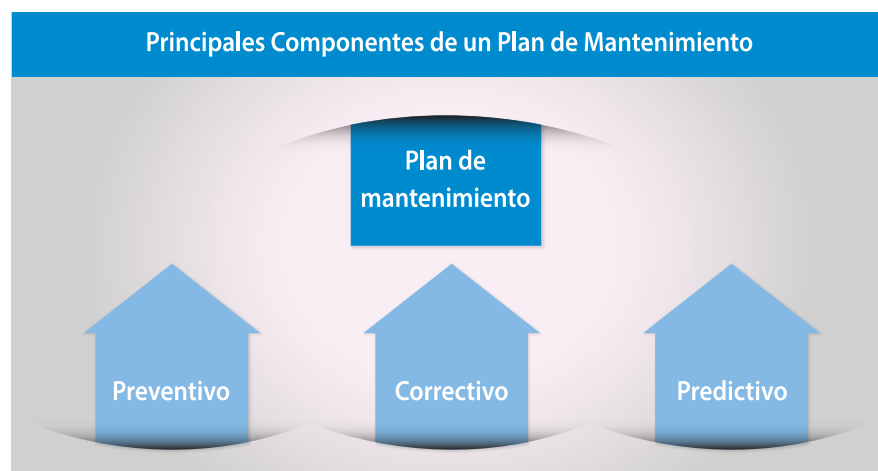 Principales Componentes de un Plan de Mantenimiento
Plan de
mantenimiento
Preventivo
Correctivo
Predictivo